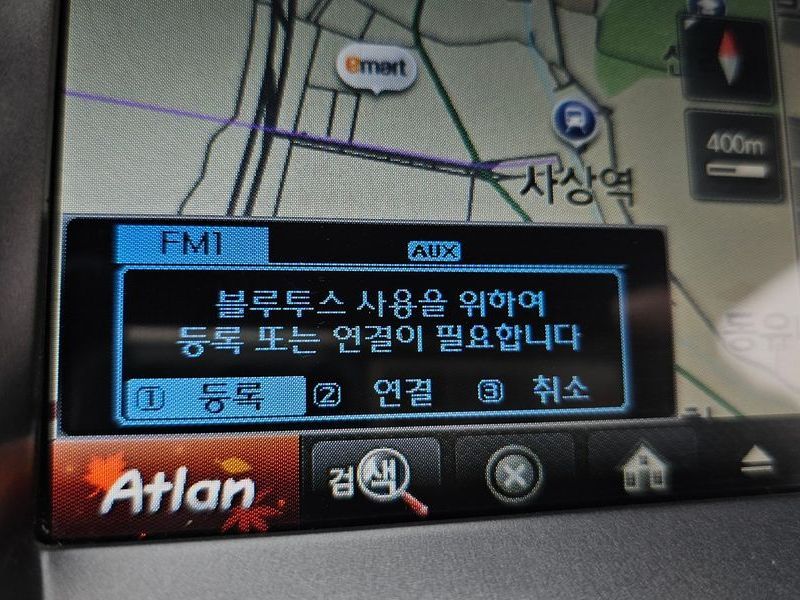 emart
400m
사상역
FM1
AUX
블루투스 사용을 위하여
등록 또는 연결이 필요합니다
① 등록 ② 연결 ③ 취소
Atlan
검색